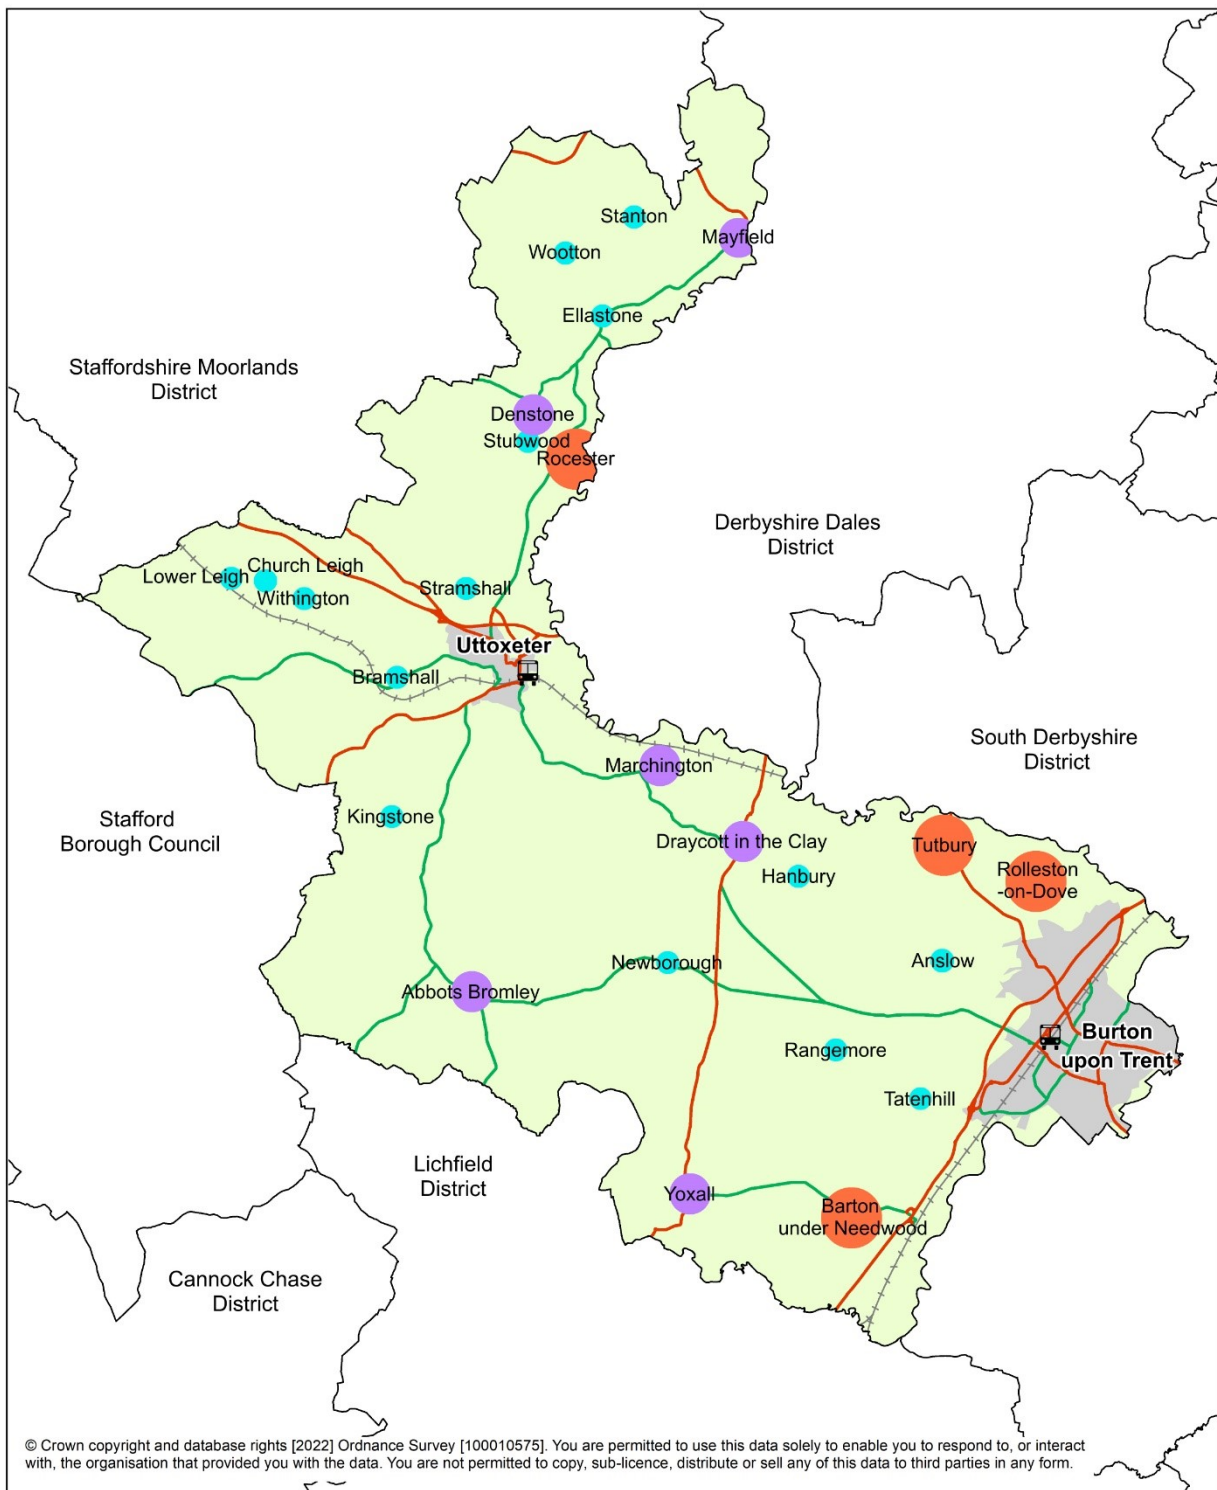 Stanton
Mayfield
Wootton
Ellastone
Staffordshire Moorlands
District
Denstone
Stubwood
Rocester
Derbyshire Dales
District
Church Leigh
Lower Leigh
Withington
Stramshall
Uttoxeter
Bramshall
South Derbyshire
District
Marchington
Stafford
Borough Council
Kingstone
Draycott in the Clay
Tutbury
Rolleston
-on-Dove
Hanbury
Newborough
Anslow
Abbots Bromley
Burton
upon Trent
Rangemore
Tatenhill
Lichfield
District
Yoxall
Barton
under Needwood
Cannock Chase
District
© Crown copyright and database rights [2022] Ordnance Survey [100010575]. You are permitted to use this data solely to enable you to respond to, or interact
with, the organisation that provided you with the data. You are not permitted to copy, sub-licence, distribute or sell any of this data to third parties in any form.